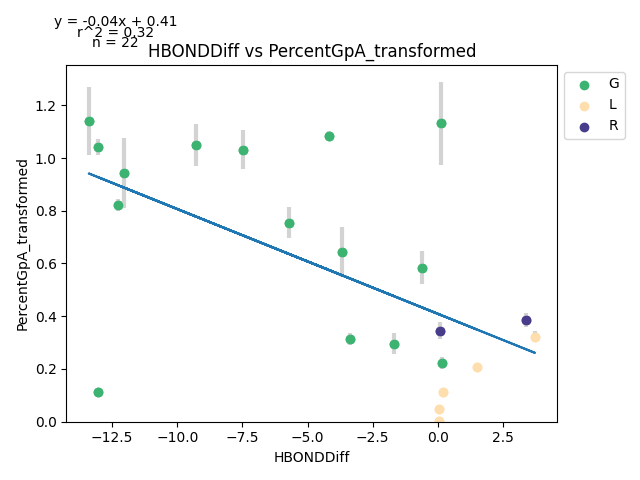 y = -0.04x + 0.41
r^2 = 0.32
n = 22
HBONDDiff vs PercentGpA_transformed
G
L
R
1.2
1.0
0.8
0.6
0.4
0.2
0.0
PercentGpA_transformed
−12.5 −10.0 −7.5 −5.0 −2.5 0.0 2.5
HBONDDiff